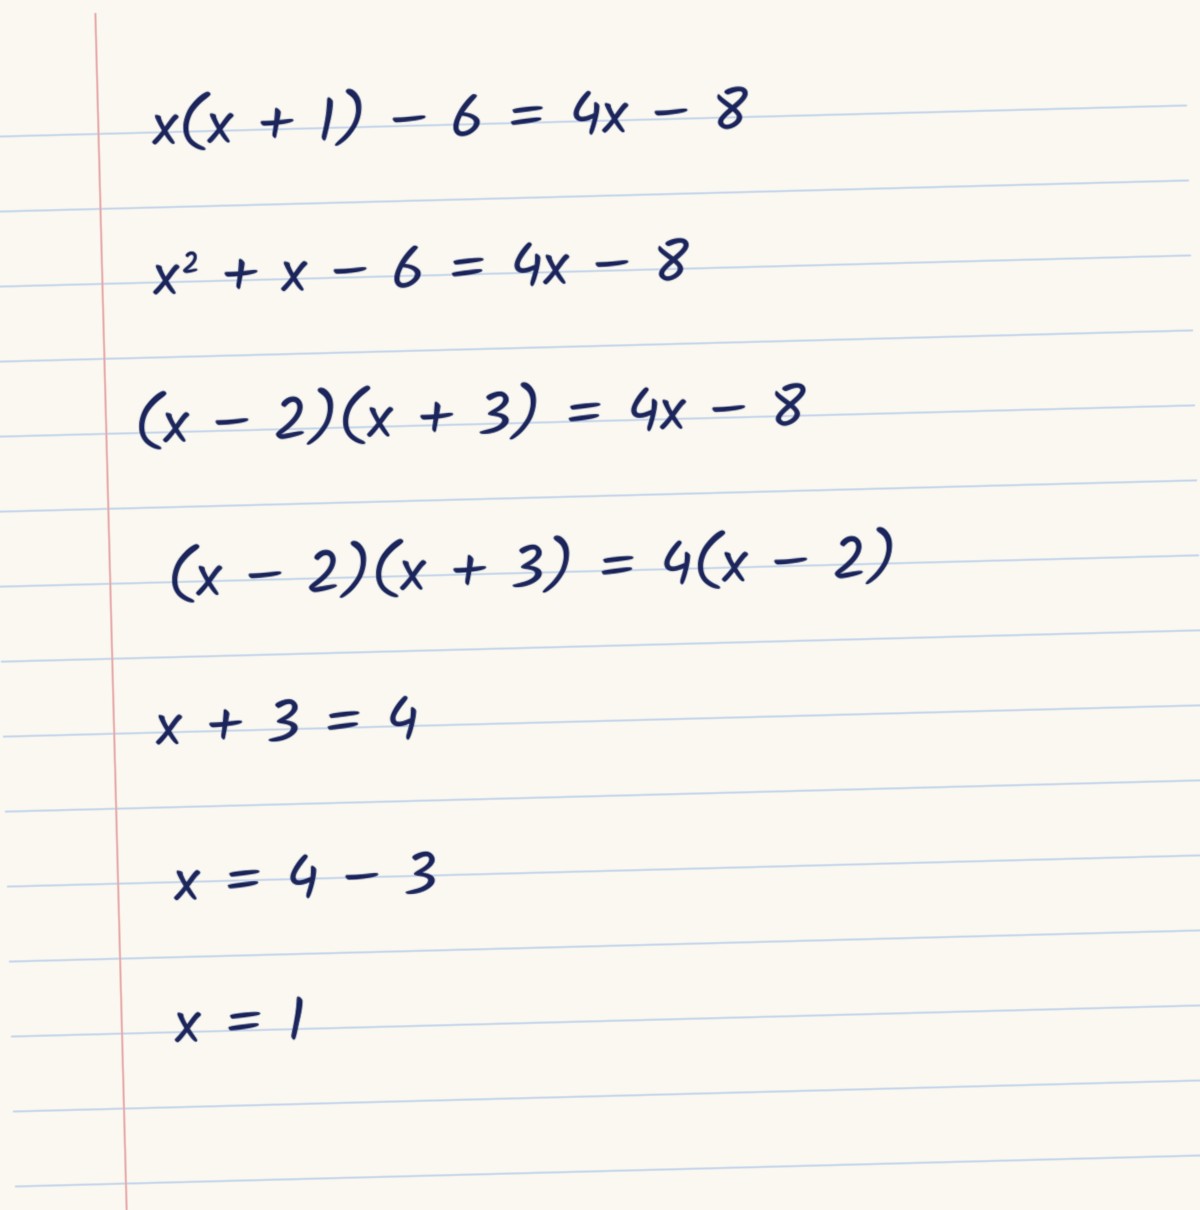 x(x + 1) − 6 = 4x − 8
x² + x − 6 = 4x − 8
(x − 2)(x + 3) = 4x − 8
(x − 2)(x + 3) = 4(x − 2)
x + 3 = 4
x = 4 − 3
x = 1